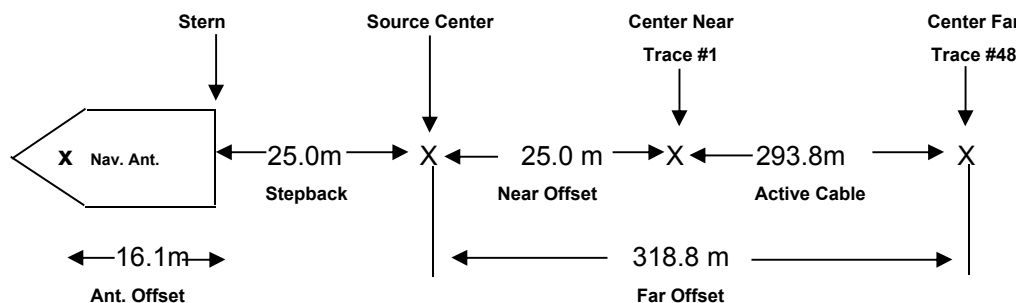 Stern
Source Center
Center Near
Center Far
Trace #1
Trace #48
X Nav. Ant.
25.0m
X
25.0 m
X
293.8m
X
Stepback
Near Offset
Active Cable
16.1m
318.8 m
Ant. Offset
Far Offset